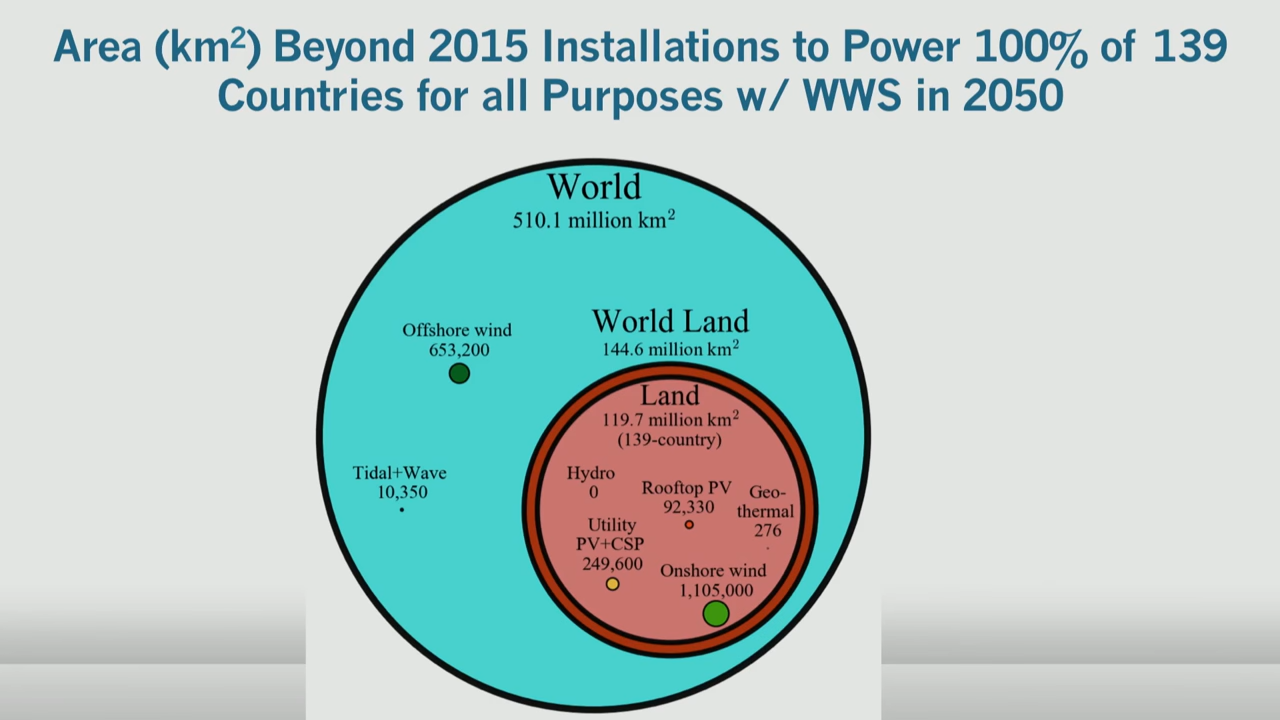 Area (km²) Beyond 2015 Installations to Power 100% of 139
Countries for all Purposes w/ WWS in 2050
World
510.1 million km²
Offshore wind
653,200
World Land
144.6 million km²
Land
119.7 million km²
(139-country)
Tidal+Wave
10,350
Hydro
0
Rooftop PV
92,330
Geo-
thermal
276
Utility
PV+CSP
249,600
Onshore wind
1,105,000